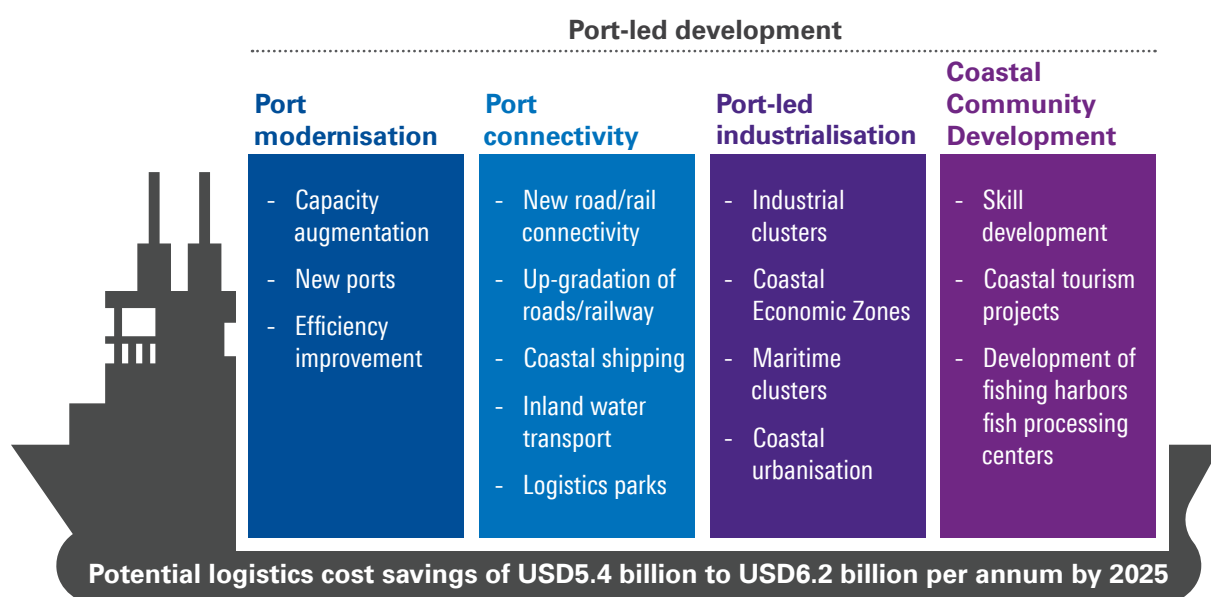 Port-led development
Port
modernisation
- Capacity
augmentation
- New ports
- Efficiency
improvement
Port
connectivity
- New road/rail
connectivity
- Up-gradation of
roads/railway
- Coastal shipping
- Inland water
transport
- Logistics parks
Port-led
industrialisation
- Industrial
clusters
- Coastal
Economic Zones
- Maritime
clusters
- Coastal
urbanisation
Coastal
Community
Development
- Skill
development
- Coastal tourism
projects
- Development of
fishing harbors
fish processing
centers
Potential logistics cost savings of USD5.4 billion to USD6.2 billion per annum by 2025